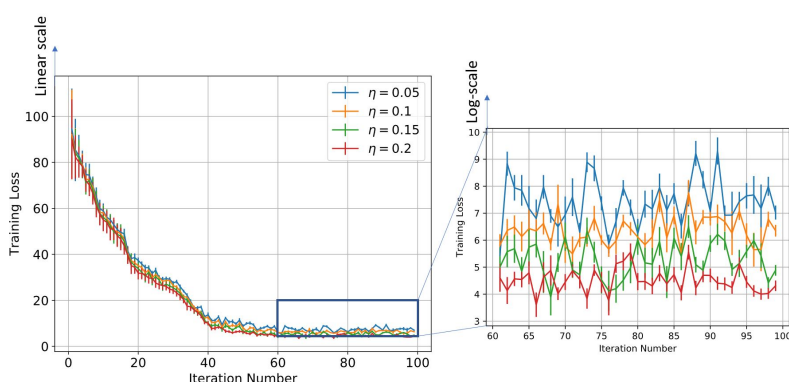 Linear scale
Training Loss
100
80
60
40
20
0
η = 0.05
η = 0.1
η = 0.15
η = 0.2
0 20 40 60 80 100
Iteration Number
Log-scale
Training Loss
10
9
8
7
6
5
4
3
60 65 70 75 80 85 90 95 100
Iteration Number